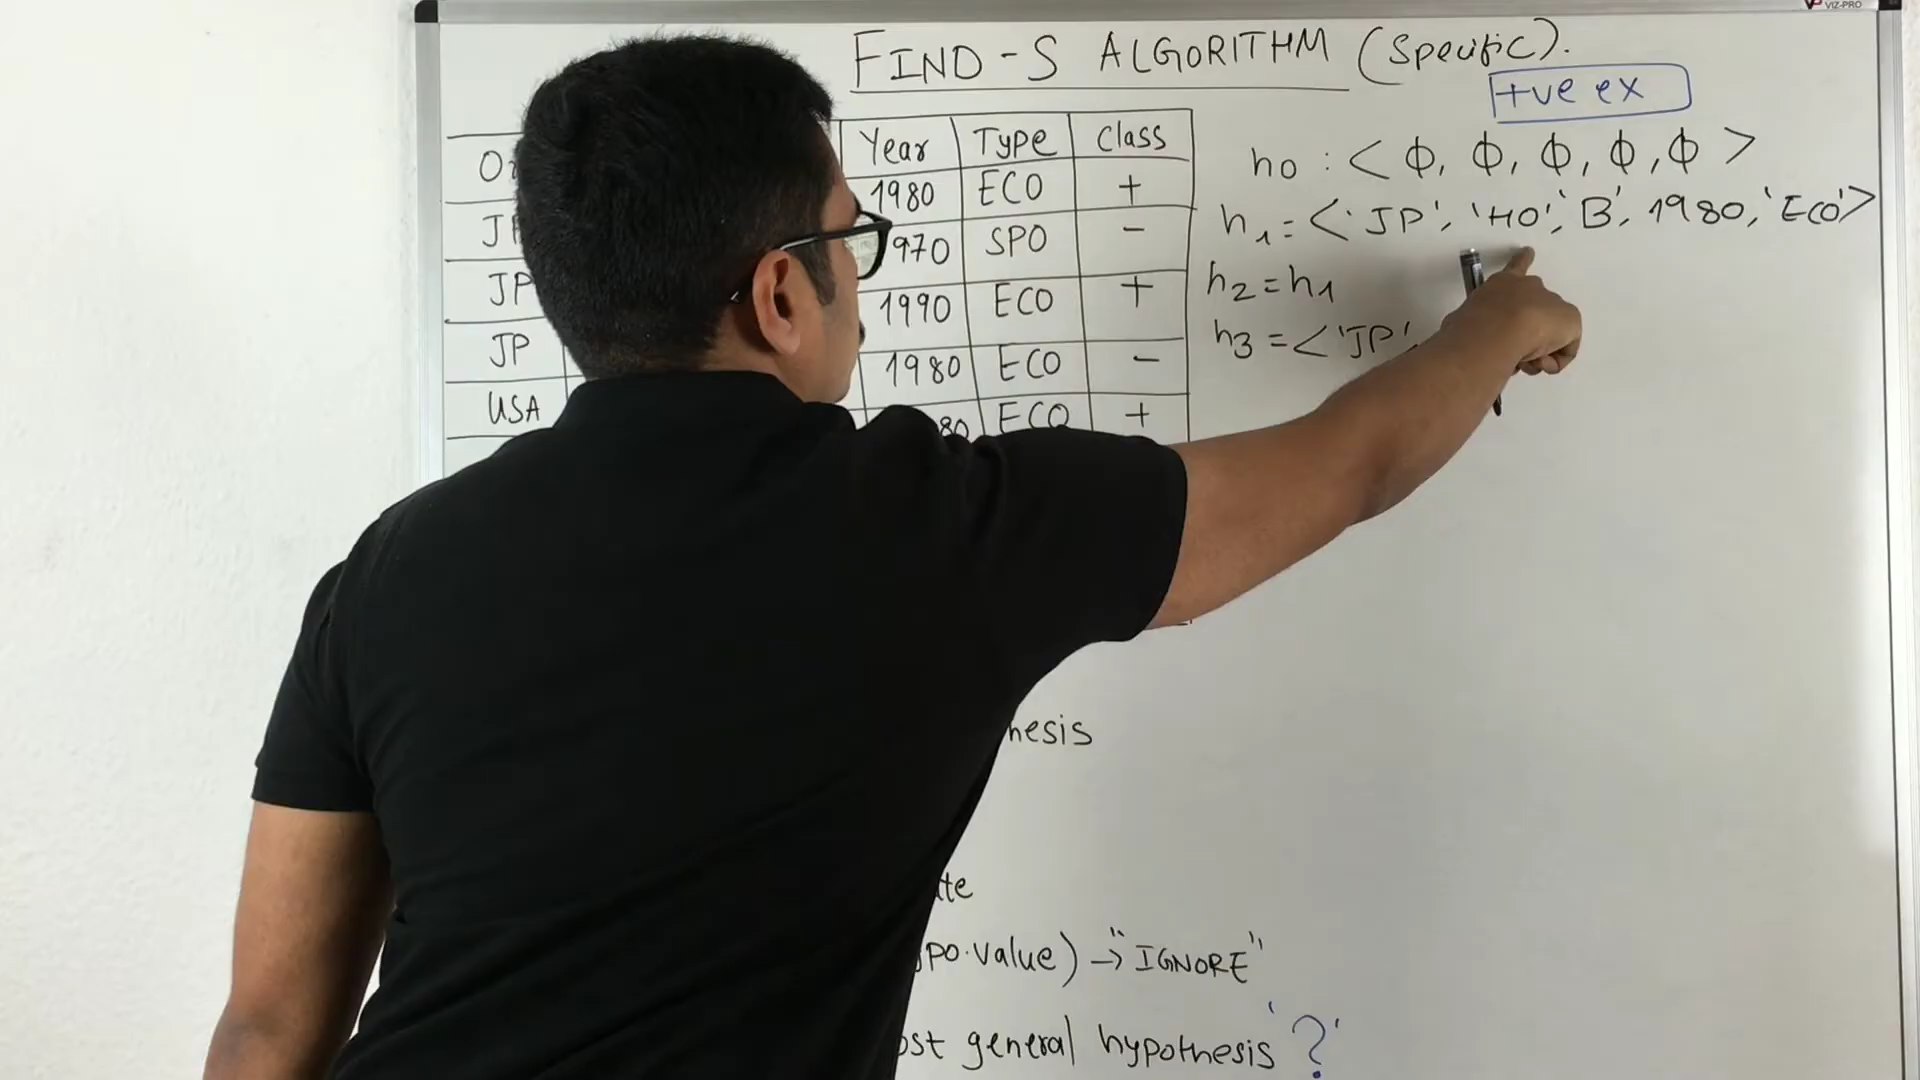 VIZ-PRO
FIND-S ALGORITHM (Specific).
+ve ex
Year Type Class
1980 ECO +
970 SPO -
JP 1990 ECO +
JP 1980 ECO -
USA 80 ECO +
h0 : < Φ, Φ, Φ, Φ, Φ >
h1 = <'JP', 'HO', 'B', 1980, 'ECO'>
h2 = h1
h3 = <'JP',
hesis
te
po.value) -> "IGNORE"
ost general hypothesis '?'